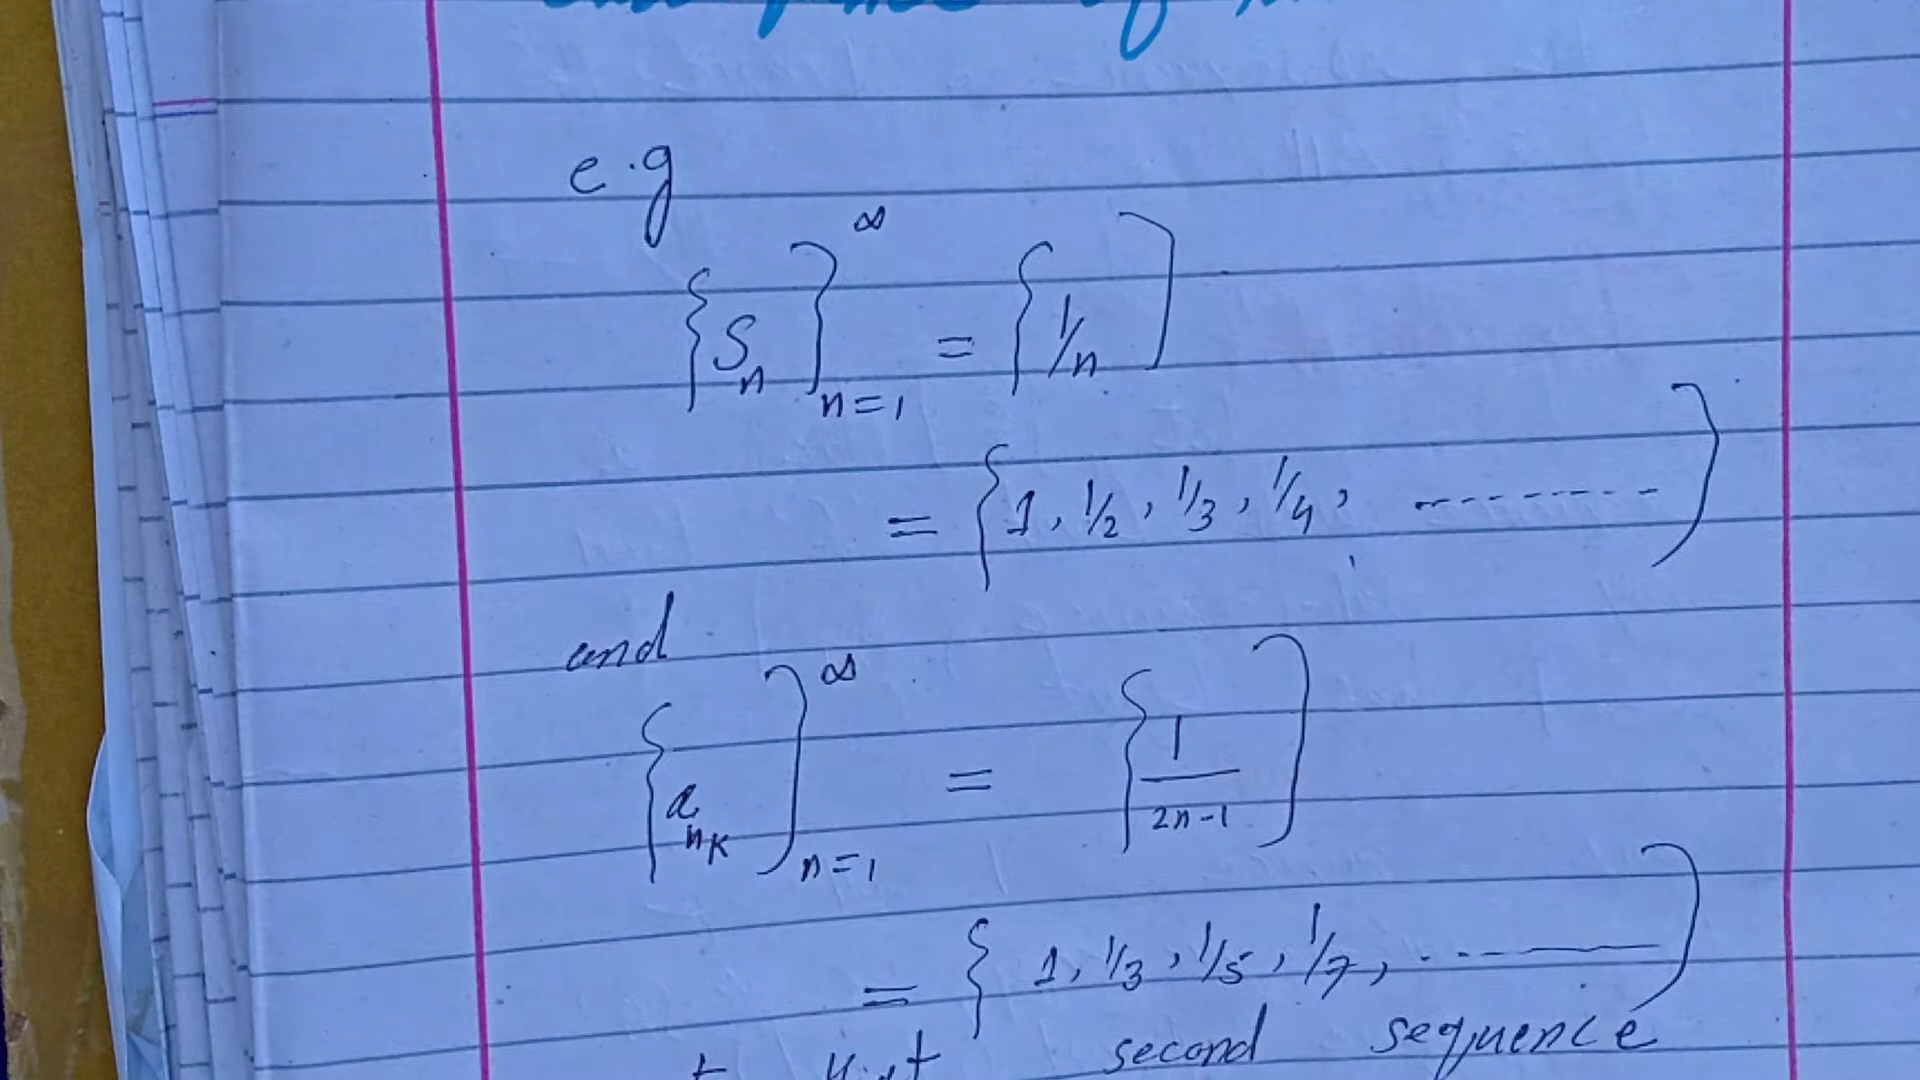 of
e.g
{S_n}_{n=1}^∞ = {1/n}
= {1, 1/2, 1/3, 1/4, ---------}
and
{a_{n_K}}_{n=1}^∞ = {1/(2n-1)}
= {1, 1/3, 1/5, 1/7, ...———}
second sequence